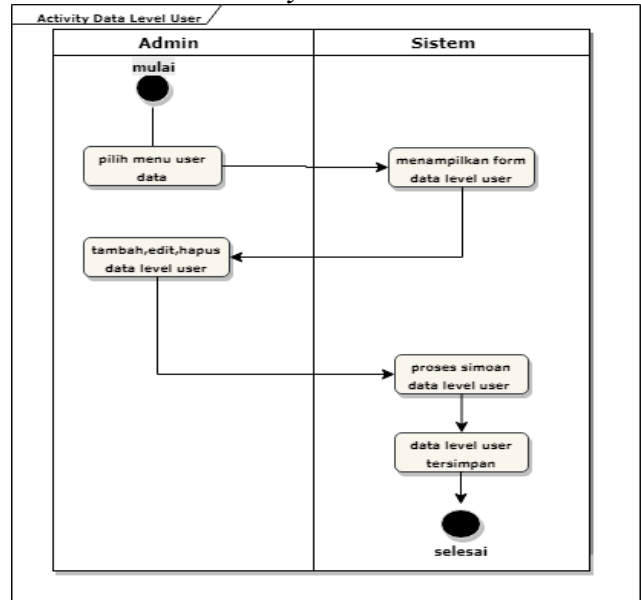 Activity Data Level User
Admin
Sistem
mulai
pilih menu user
data
menampilkan form
data level user
tambah,edit,hapus
data level user
proses simoan
data level user
data level user
tersimpan
selesai